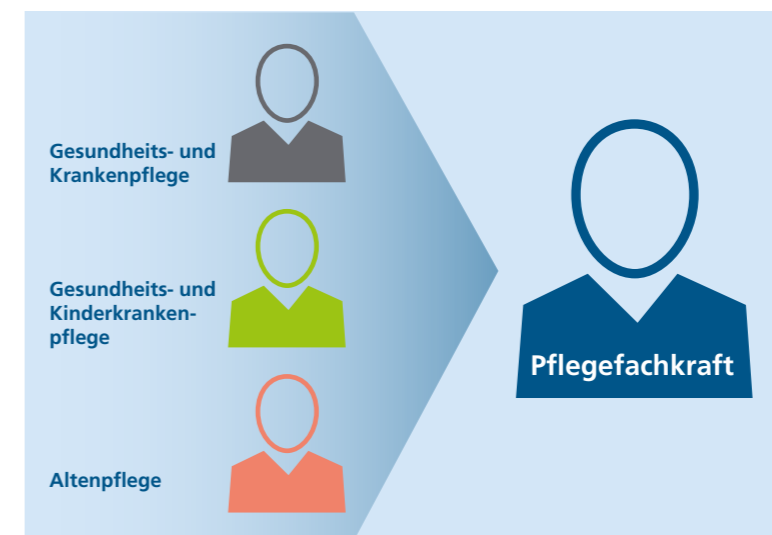 Gesundheits- und
Krankenpflege
Gesundheits- und
Kinderkranken-
pflege
Altenpflege
Pflegefachkraft